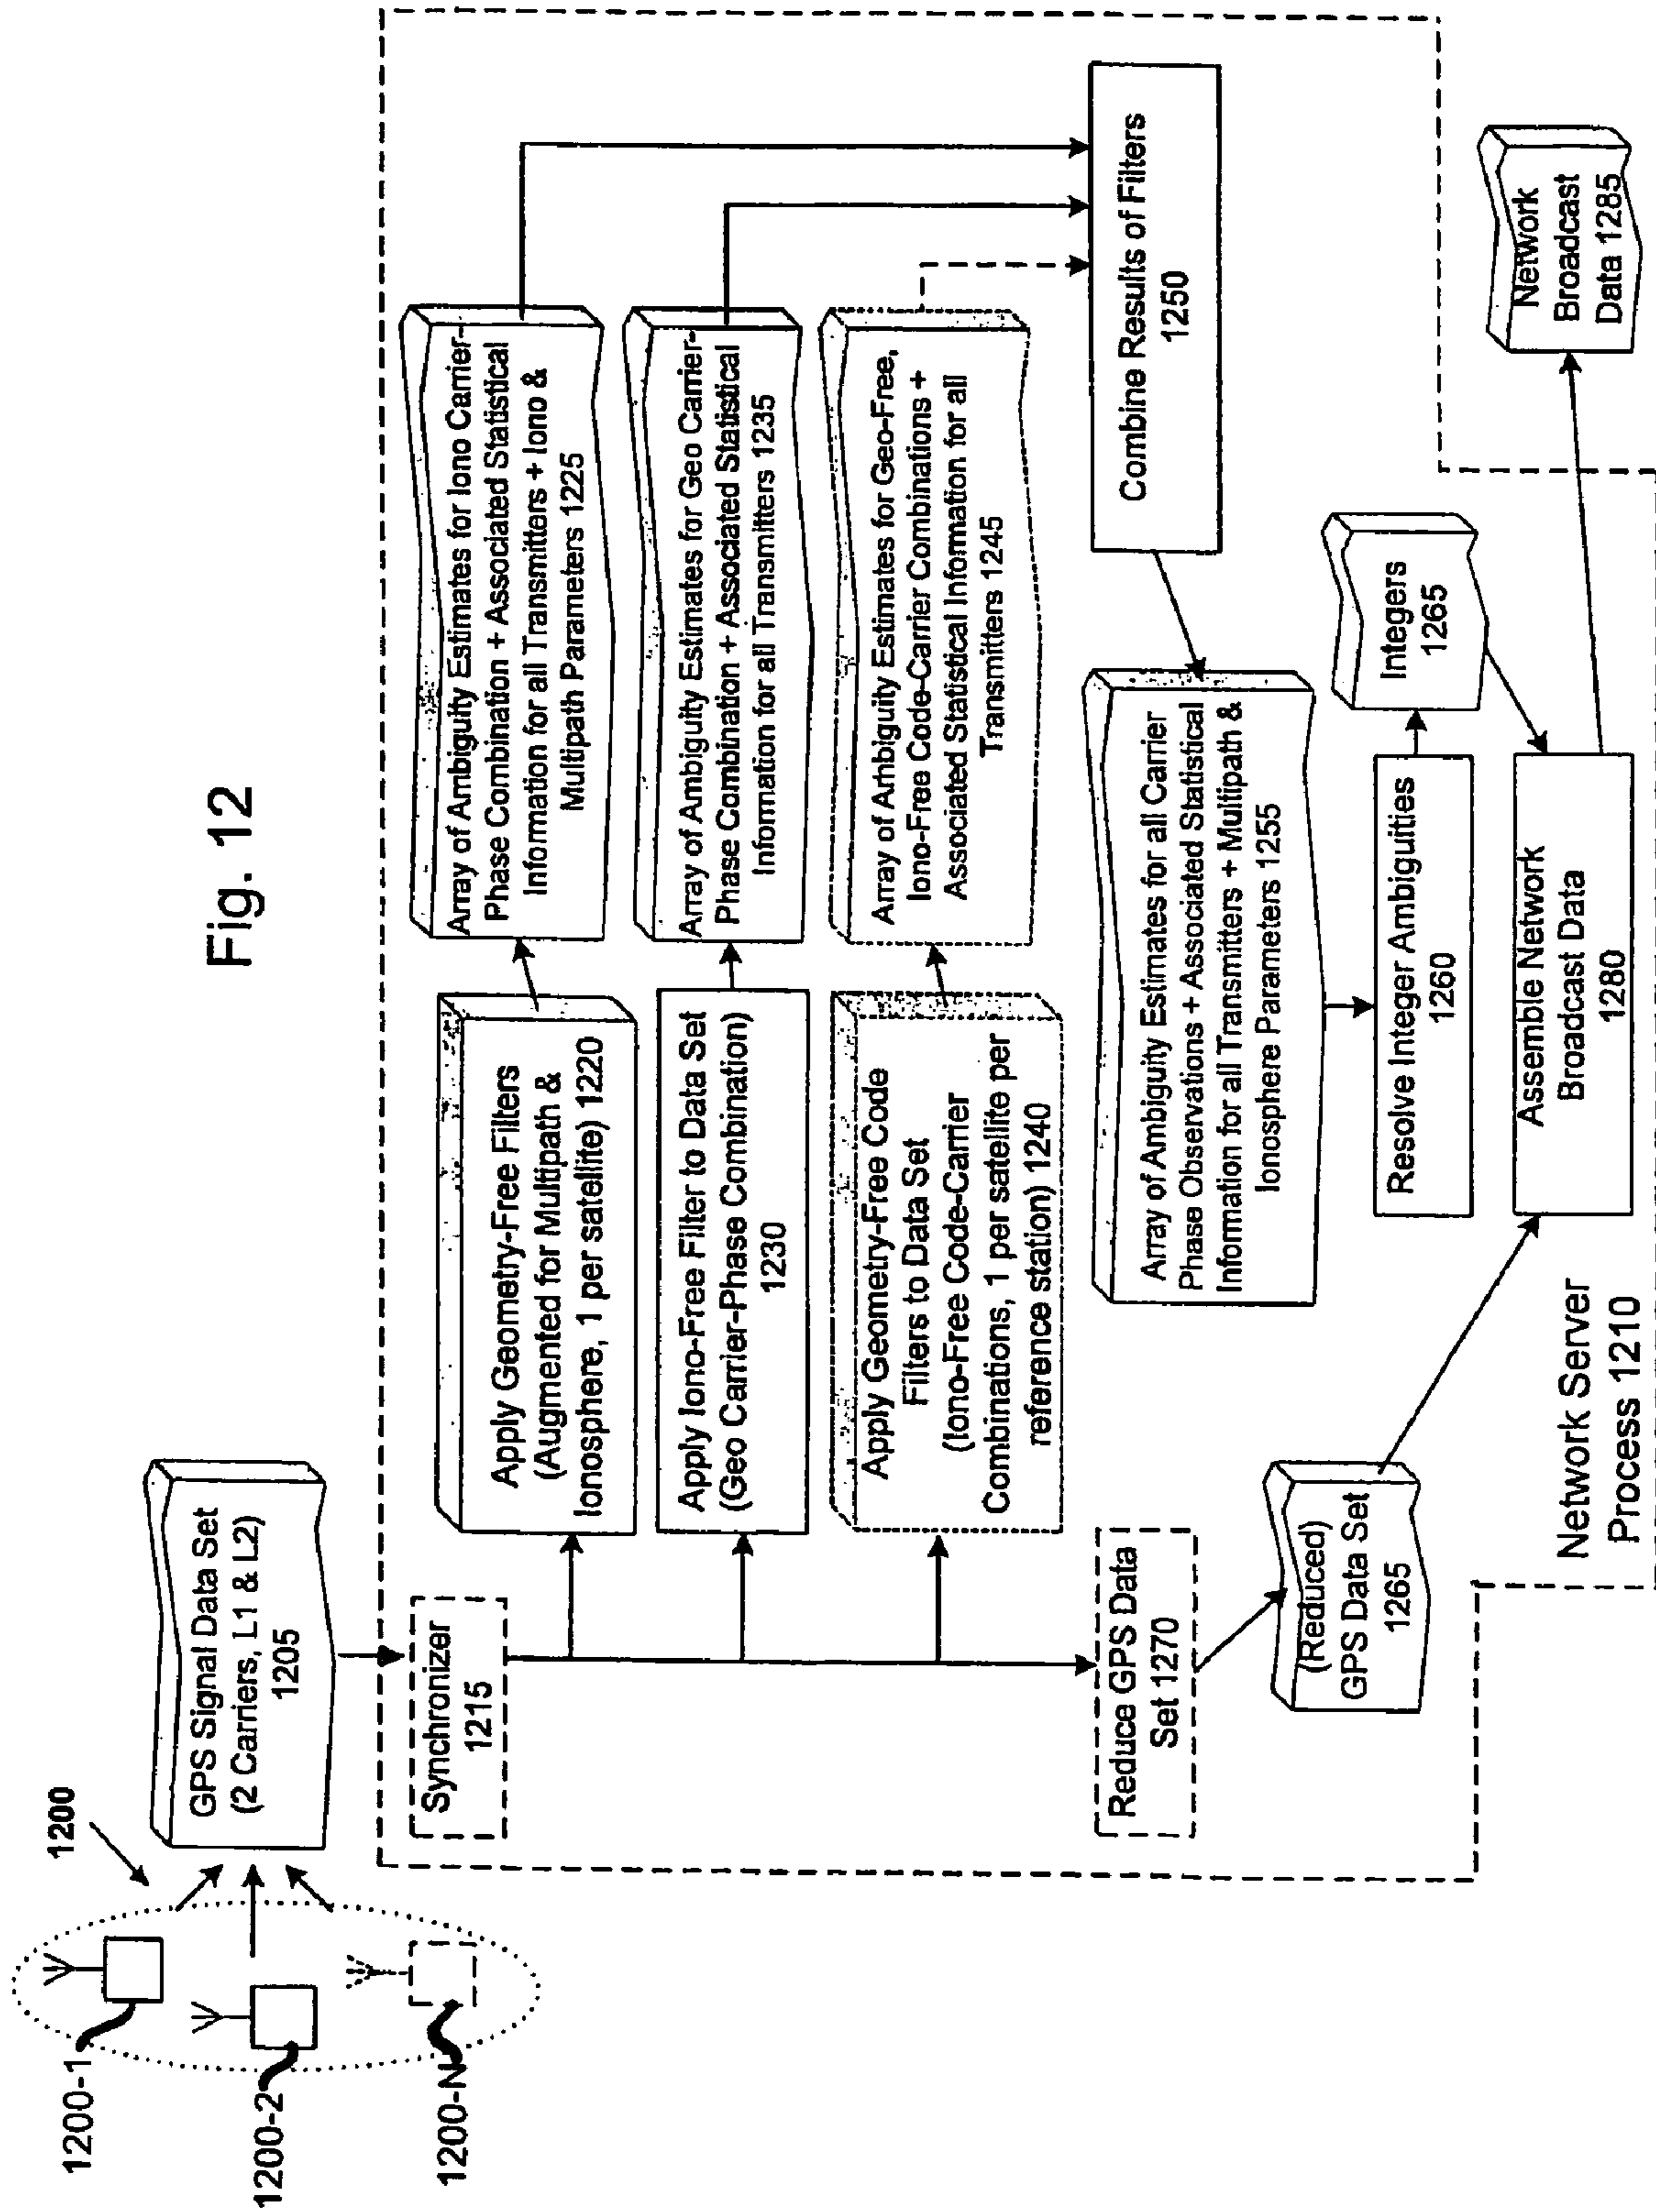 Fig. 12
1200
1200-1
1200-2
1200-N
GPS Signal Data Set
(2 Carriers, L1 & L2)
1205
Synchronizer
1215
Apply Geometry-Free Filters
(Augmented for Multipath &
Ionosphere, 1 per satellite) 1220
Array of Ambiguity Estimates for Iono Carrier-
Phase Combination + Associated Statistical
Information for all Transmitters + Iono &
Multipath Parameters 1225
Apply Iono-Free Filter to Data Set
(Geo Carrier-Phase Combination)
1230
Array of Ambiguity Estimates for Geo Carrier-
Phase Combination + Associated Statistical
Information for all Transmitters 1235
Apply Geometry-Free Code
Filters to Data Set
(Iono-Free Code-Carrier
Combinations, 1 per satellite per
reference station) 1240
Array of Ambiguity Estimates for Geo-Free,
Iono-Free Code-Carrier Combinations +
Associated Statistical Information for all
Transmitters 1245
Combine Results of Filters
1250
Reduce GPS Data
Set 1270
Array of Ambiguity Estimates for all Carrier
Phase Observations + Associated Statistical
Information for all Transmitters + Multipath &
Ionosphere Parameters 1255
(Reduced)
GPS Data Set
1265
Resolve Integer Ambiguities
1260
Integers
1265
Assemble Network
Broadcast Data
1280
Network
Broadcast
Data 1285
Network Server
Process 1210